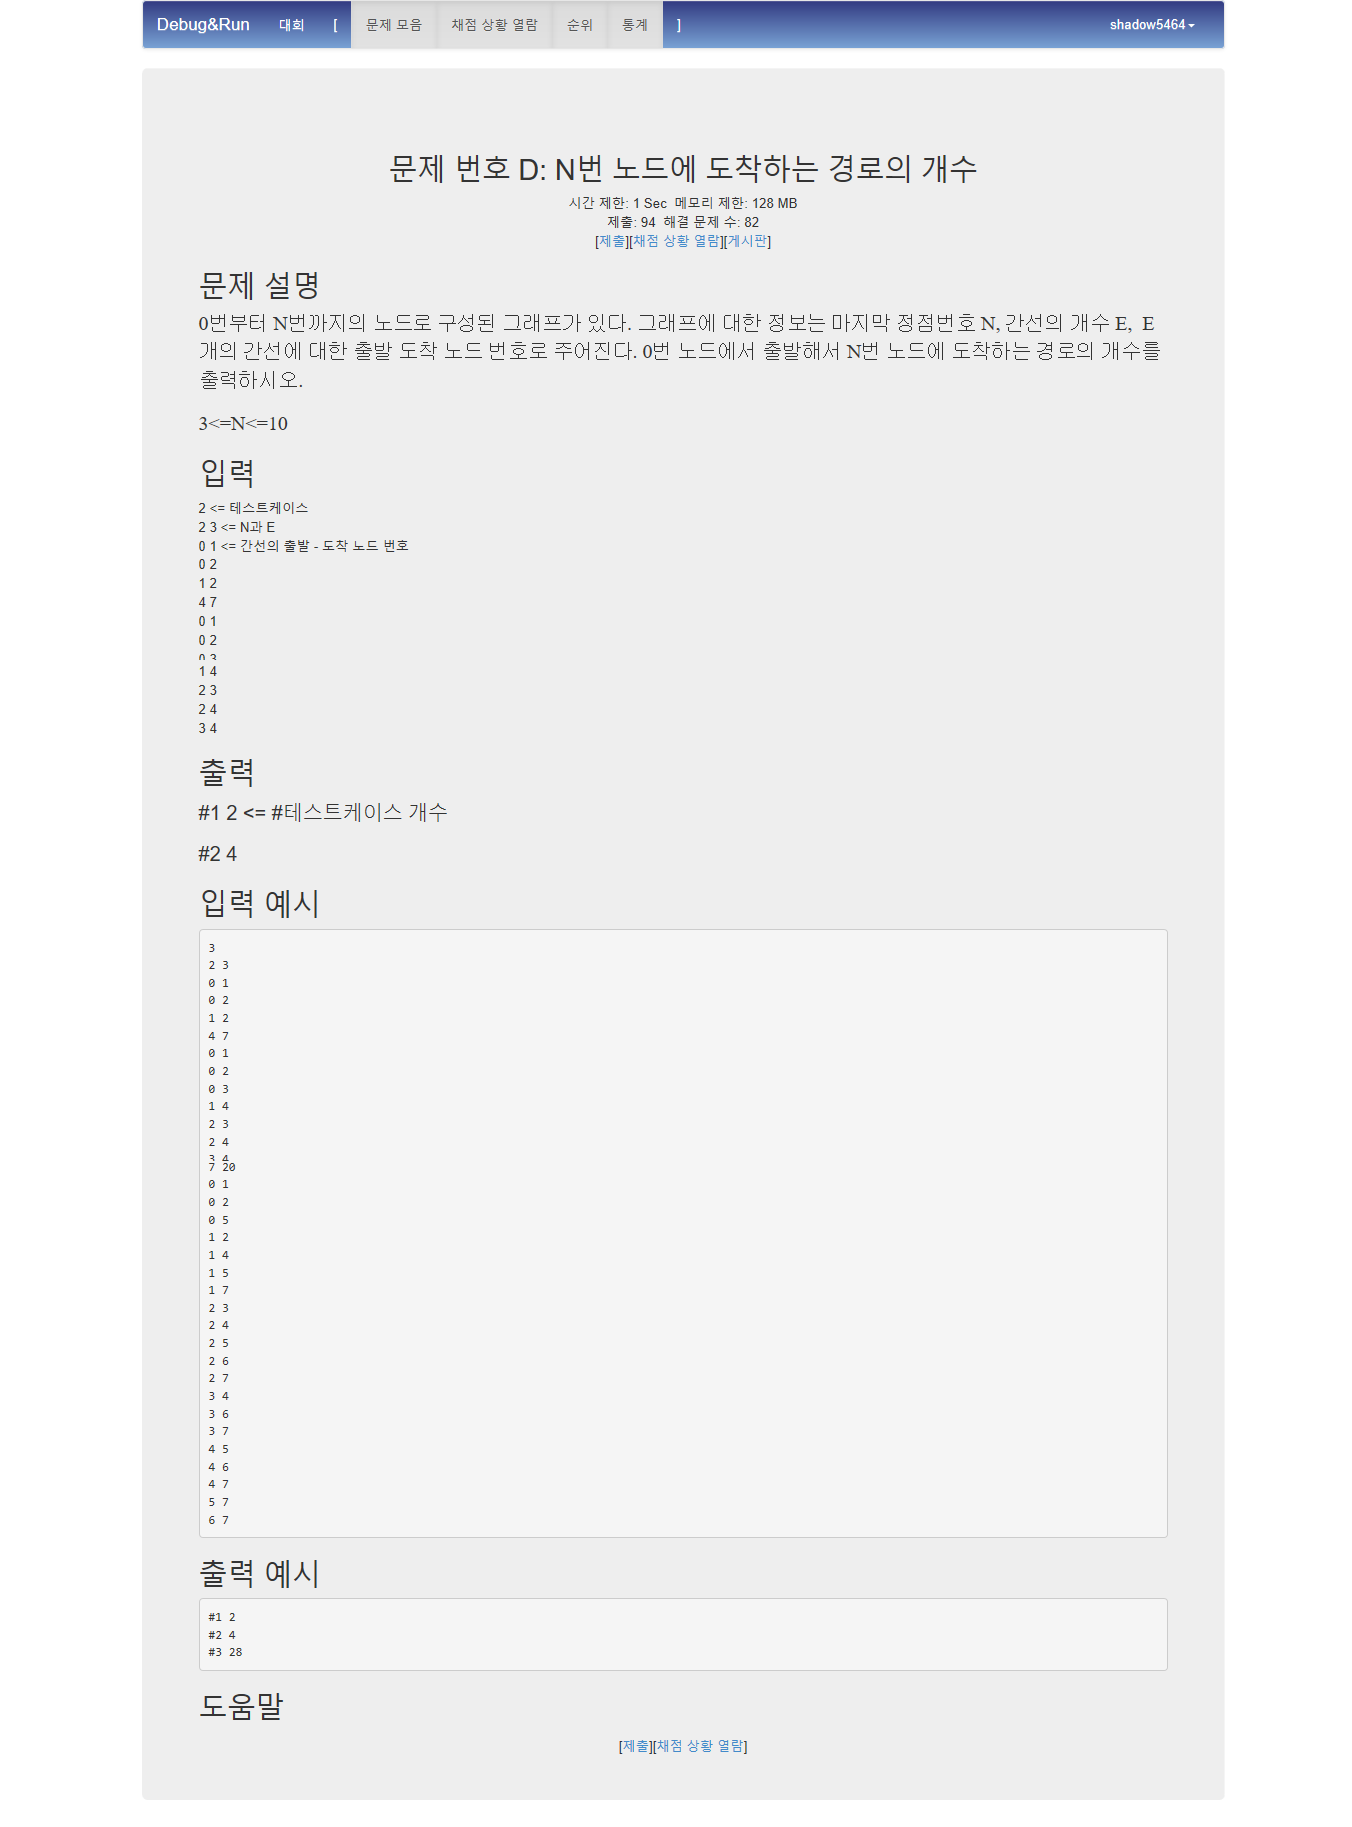 Debug&Run 대회 [ 문제 모음 채점 상황 열람 순위 통계 ] shadow5464
문제 번호 D: N번 노드에 도착하는 경로의 개수
시간 제한: 1 Sec 메모리 제한: 128 MB
제출: 94 해결 문제 수: 82
[제출][채점 상황 열람][게시판]
문제 설명
0번부터 N번까지의 노드로 구성된 그래프가 있다. 그래프에 대한 정보는 마지막 정점번호 N, 간선의 개수 E, E
개의 간선에 대한 출발 도착 노드 번호로 주어진다. 0번 노드에서 출발해서 N번 노드에 도착하는 경로의 개수를
출력하시오.
3<=N<=10
입력
2 <= 테스트케이스
2 3 <= N과 E
0 1 <= 간선의 출발 - 도착 노드 번호
0 2
1 2
4 7
0 1
0 2
0 3
1 4
2 3
2 4
3 4
출력
#1 2 <= #테스트케이스 개수
#2 4
입력 예시
3
2 3
0 1
0 2
1 2
4 7
0 1
0 2
0 3
1 4
2 3
2 4
3 4
7 20
0 1
0 2
0 5
1 2
1 4
1 5
1 7
2 3
2 4
2 5
2 6
2 7
3 4
3 6
3 7
4 5
4 6
4 7
5 7
6 7
출력 예시
#1 2
#2 4
#3 28
도움말
[제출][채점 상황 열람]